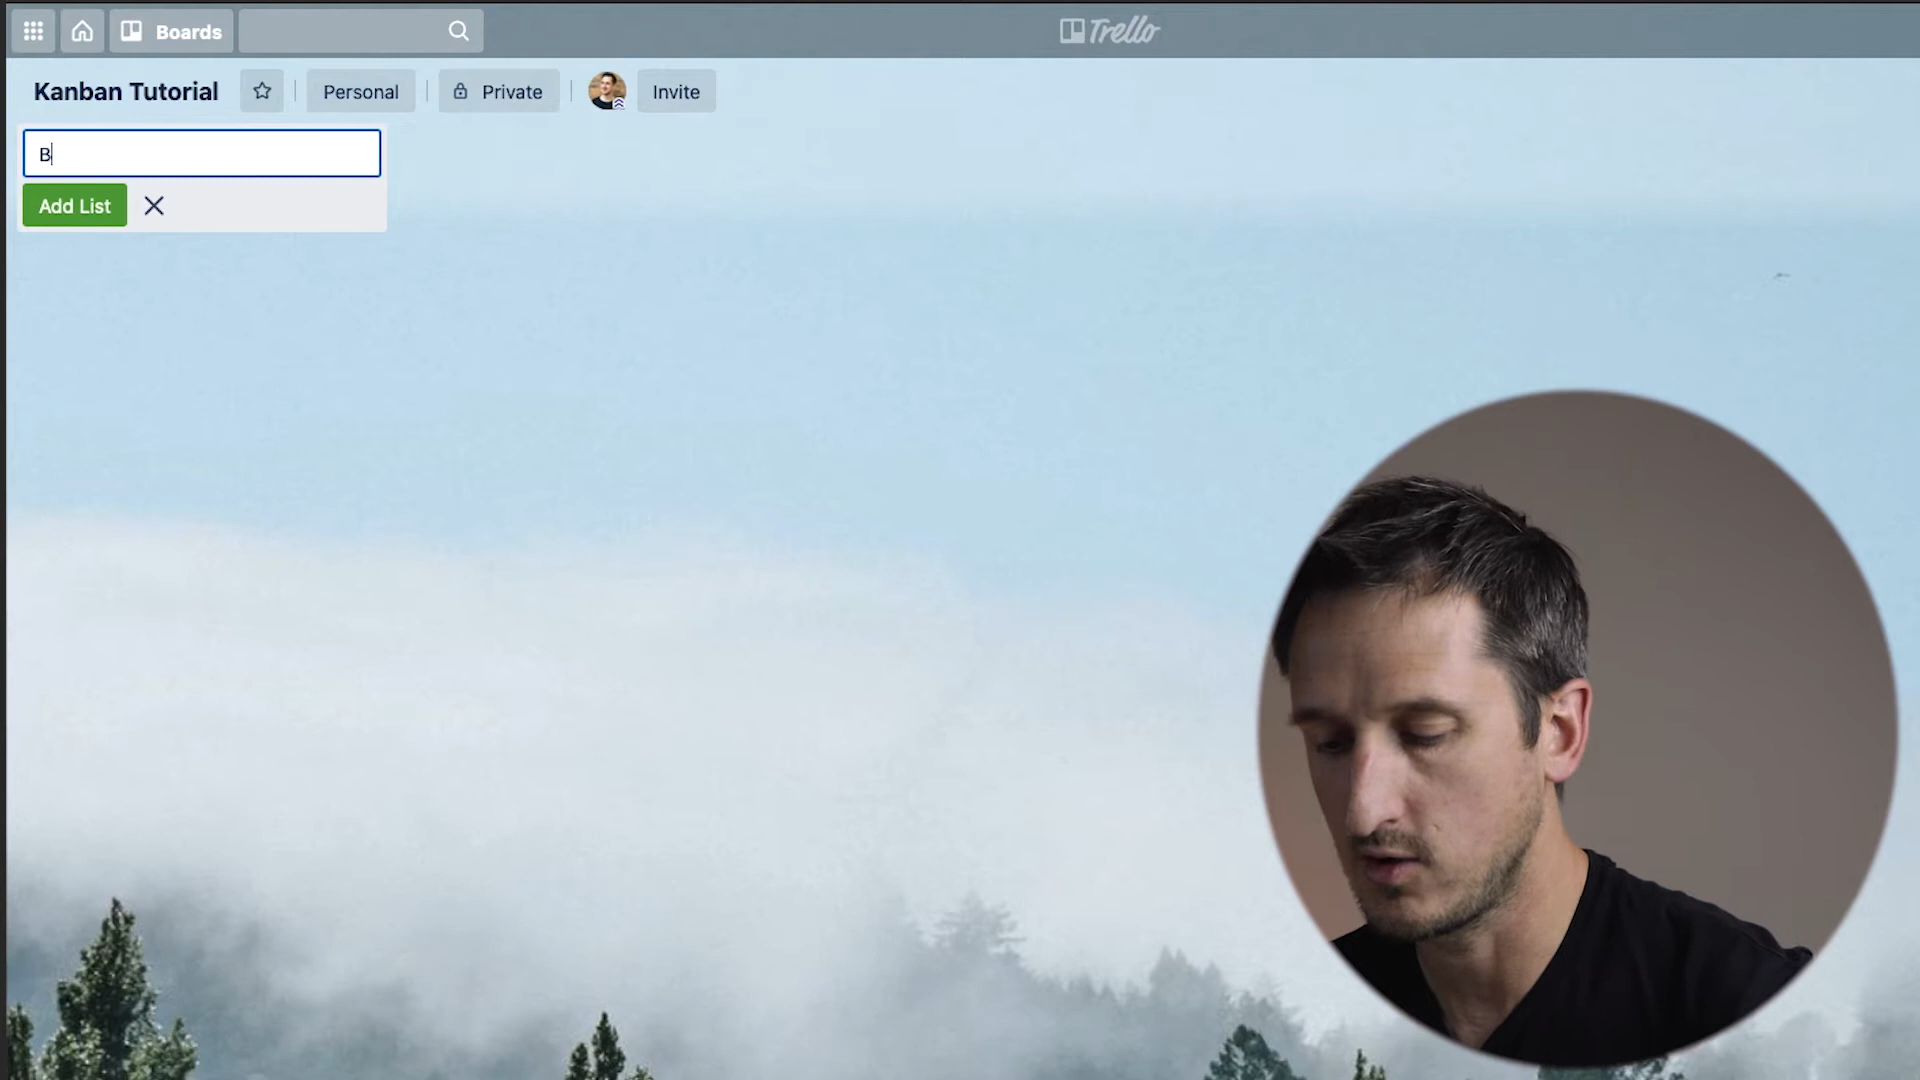 Boards
Trello
Kanban Tutorial
Personal
Private
Invite
B
Add List